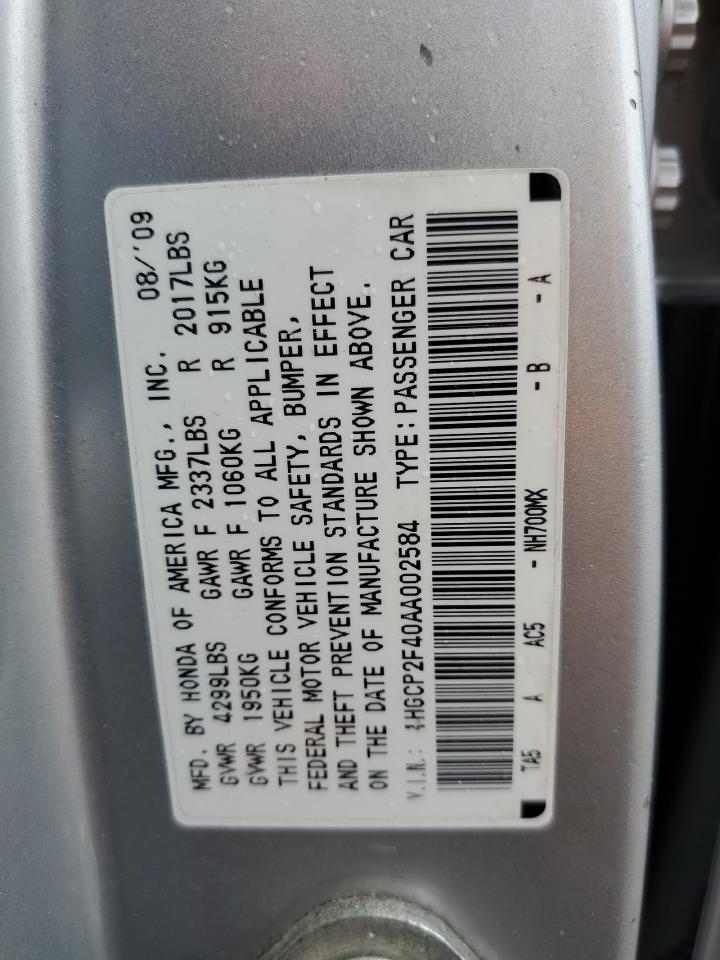 MFD. BY HONDA OF AMERICA MFG., INC. 08/'09
GVWR 4299LBS GAWR F 2337LBS R 2017LBS
GVWR 1950KG GAWR F 1060KG R 915KG
THIS VEHICLE CONFORMS TO ALL APPLICABLE
FEDERAL MOTOR VEHICLE SAFETY, BUMPER,
AND THEFT PREVENTION STANDARDS IN EFFECT
ON THE DATE OF MANUFACTURE SHOWN ABOVE.
V.I.N.: 1HGCP2F40AA002584 TYPE: PASSENGER CAR
TA5 A AC5 - NH700MX - B - A